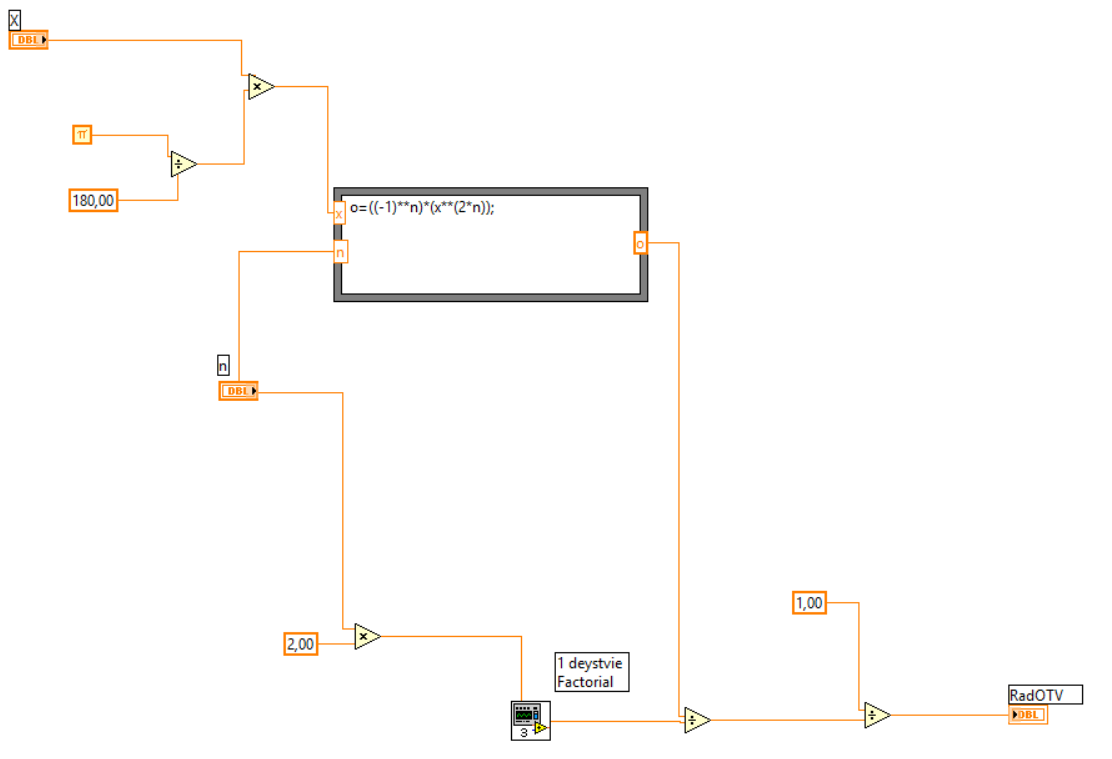 X
DBL
×
π
÷
180,00
x
o=((-1)**n)*(x**(2*n));
n
o
n
DBL
1,00
2,00
×
1 deystvie
Factorial
3
÷
÷
RadOTV
DBL